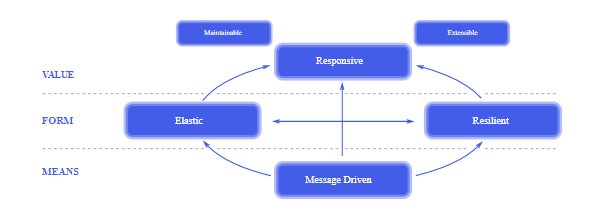 Maintainable
Extensible
Responsive
VALUE
FORM
Elastic
Resilient
MEANS
Message Driven